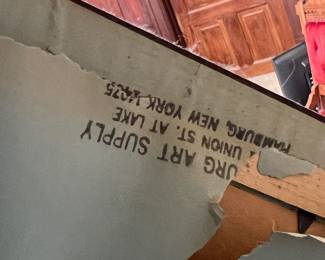 URG ART SUPPLY
UNION ST. AT LAKE
HAMBURG, NEW YORK 14075